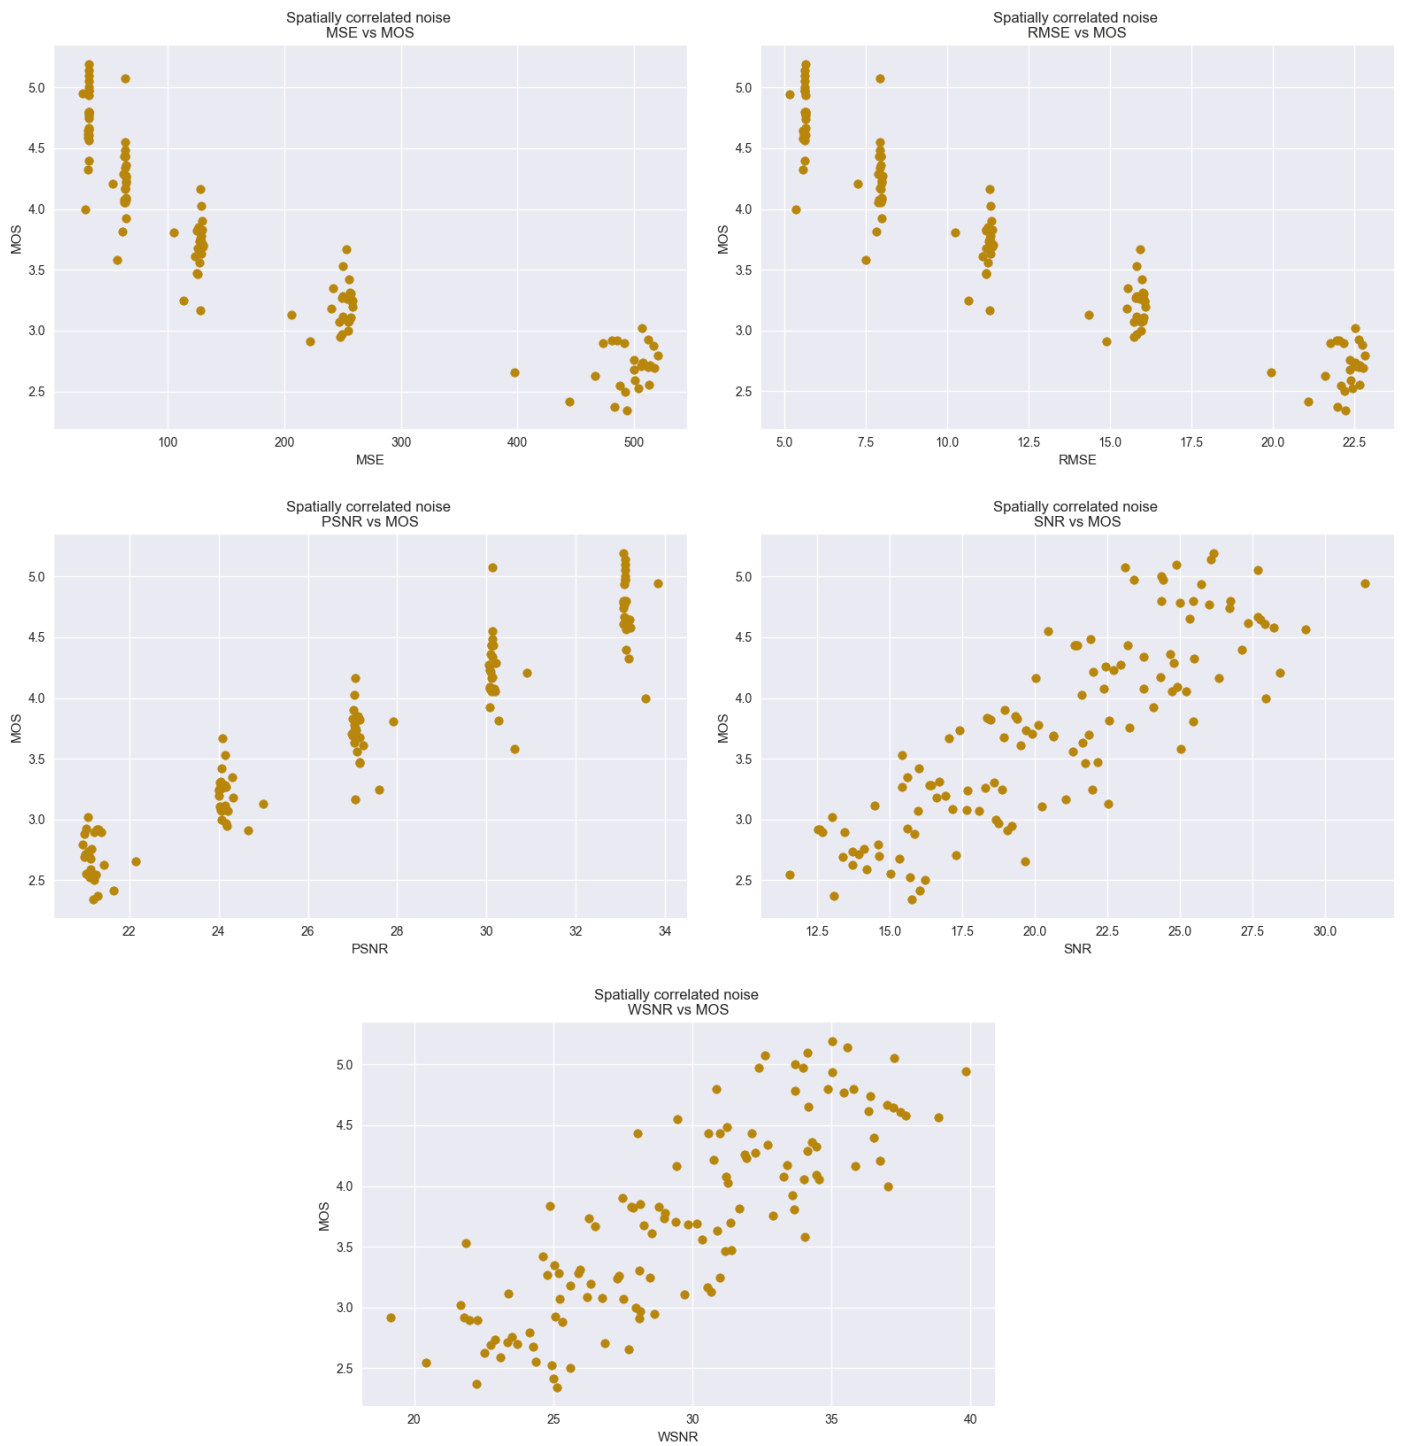 Spatially correlated noise
MSE vs MOS
5.0
4.5
4.0
3.5
3.0
2.5
MOS
100 200 300 400 500
MSE
Spatially correlated noise
RMSE vs MOS
5.0
4.5
4.0
3.5
3.0
2.5
MOS
5.0 7.5 10.0 12.5 15.0 17.5 20.0 22.5
RMSE
Spatially correlated noise
PSNR vs MOS
5.0
4.5
4.0
3.5
3.0
2.5
MOS
22 24 26 28 30 32 34
PSNR
Spatially correlated noise
SNR vs MOS
5.0
4.5
4.0
3.5
3.0
2.5
MOS
12.5 15.0 17.5 20.0 22.5 25.0 27.5 30.0
SNR
Spatially correlated noise
WSNR vs MOS
5.0
4.5
4.0
3.5
3.0
2.5
MOS
20 25 30 35 40
WSNR